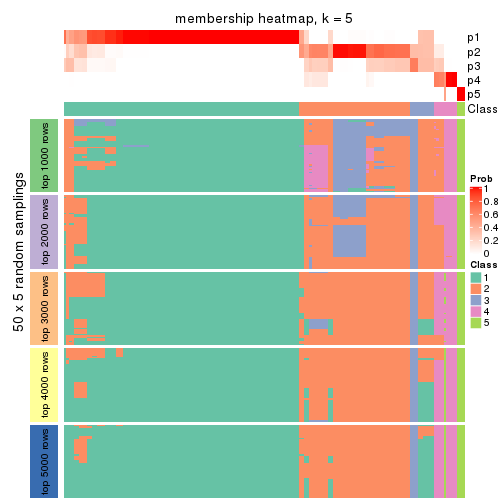 membership heatmap, k = 5
p1
p2
p3
p4
p5
Class
50 x 5 random samplings
top 1000 rows
top 2000 rows
top 3000 rows
top 4000 rows
top 5000 rows
Prob
1
0.8
0.6
0.4
0.2
0
Class
1
2
3
4
5